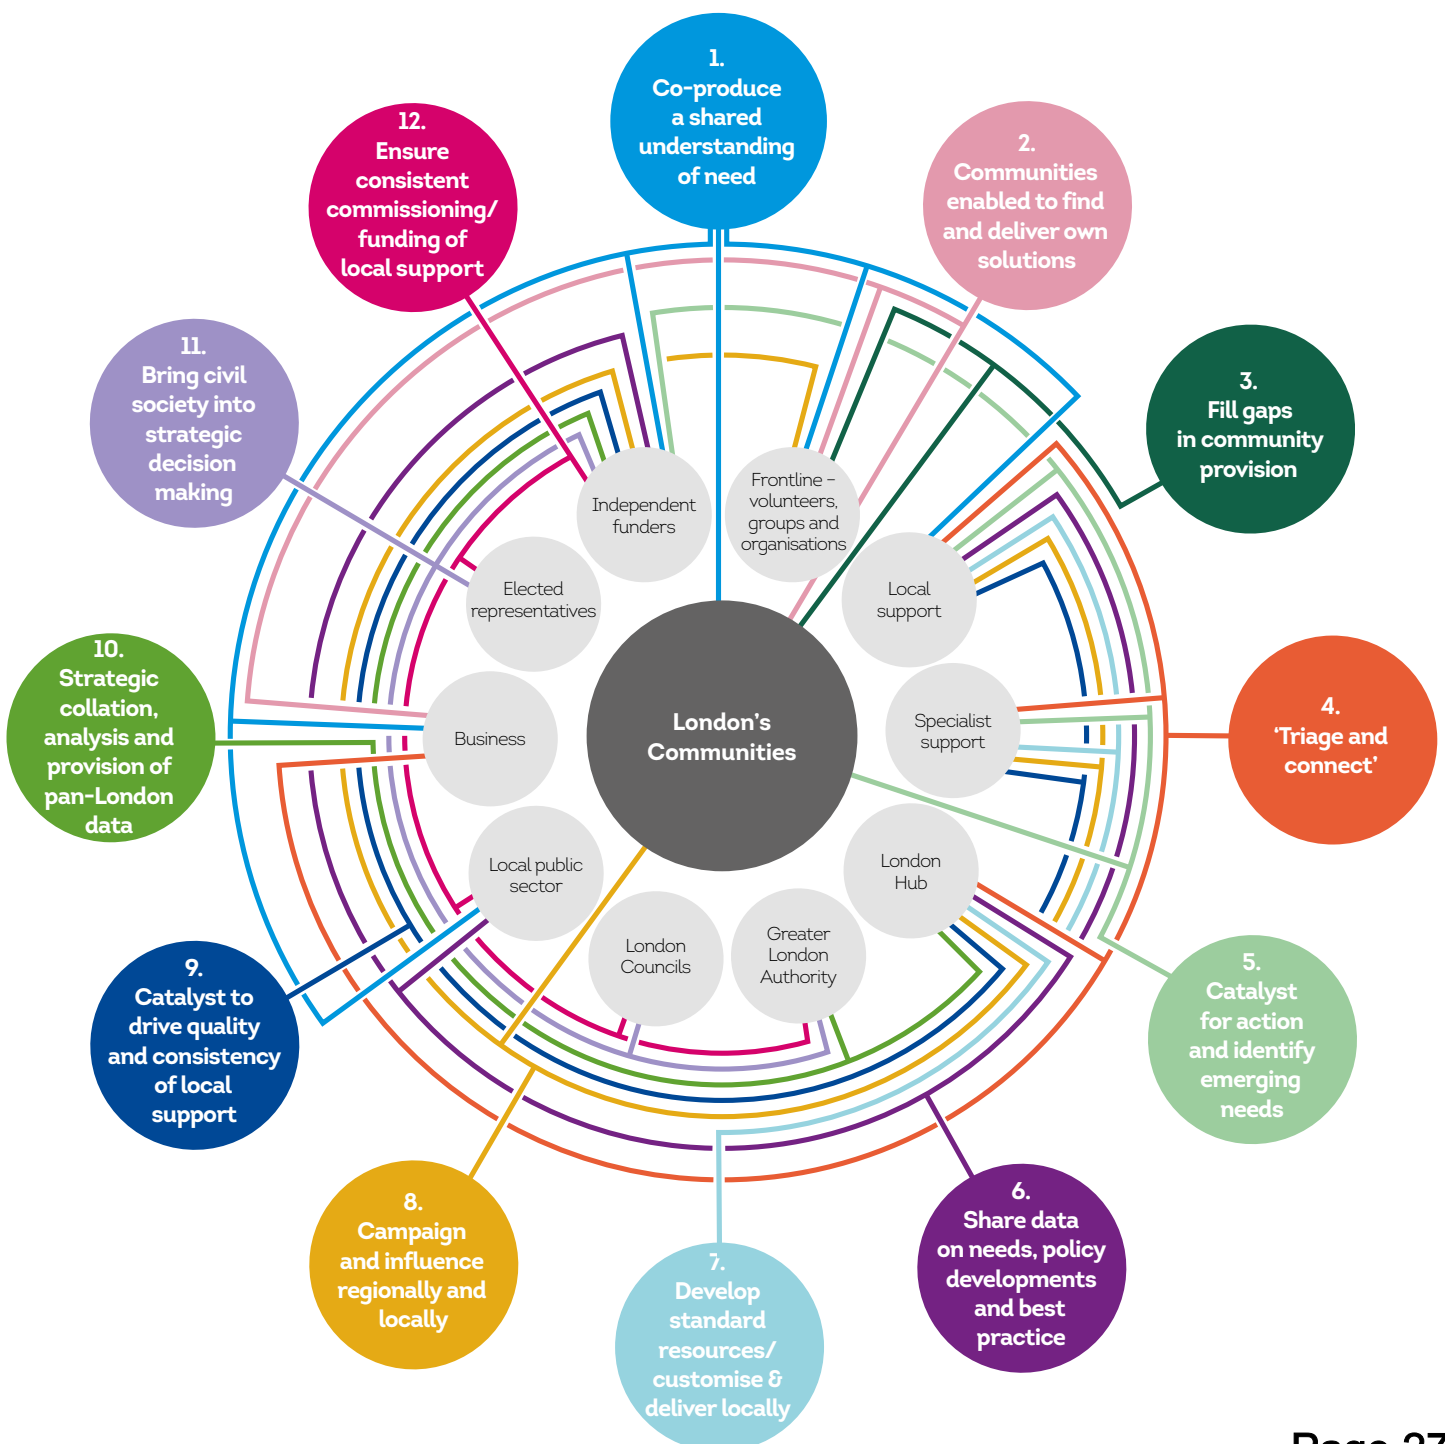 1.
Co-produce
a shared
understanding
of need
2.
Communities
enabled to find
and deliver own
solutions
3.
Fill gaps
in community
provision
4.
‘Triage and
connect’
5.
Catalyst
for action
and identify
emerging
needs
6.
Share data
on needs, policy
developments
and best
practice
7.
Develop
standard
resources/
customise &
deliver locally
8.
Campaign
and influence
regionally and
locally
9.
Catalyst to
drive quality
and consistency
of local
support
10.
Strategic
collation,
analysis and
provision of
pan-London
data
11.
Bring civil
society into
strategic
decision
making
12.
Ensure
consistent
commissioning/
funding of
local support
Independent
funders
Frontline –
volunteers,
groups and
organisations
Local
support
Specialist
support
London
Hub
Greater
London
Authority
London
Councils
Local public
sector
Business
Elected
representatives
London’s
Communities
Page 27